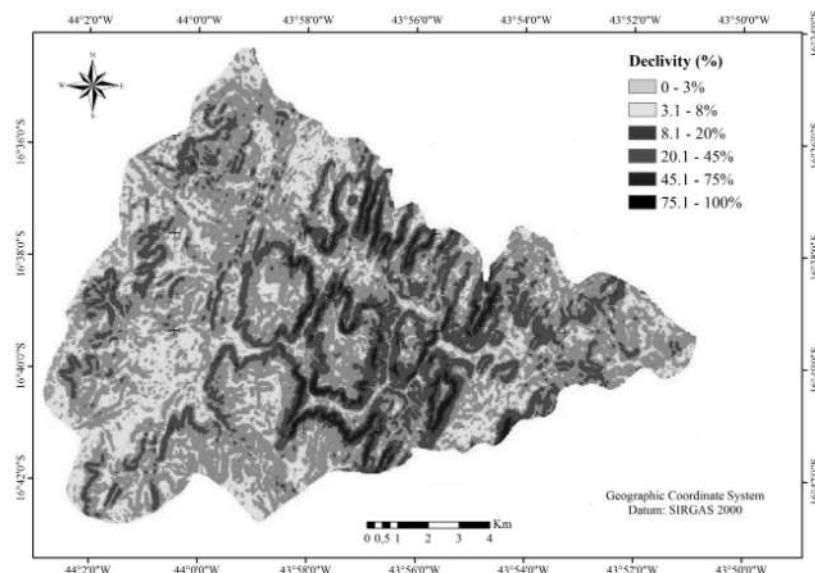 44°2'0"W 44°0'0"W 43°58'0"W 43°56'0"W 43°54'0"W 43°52'0"W 43°50'0"W
N
W E
S
Declivity (%)
0 - 3%
3.1 - 8%
8.1 - 20%
20.1 - 45%
45.1 - 75%
75.1 - 100%
16°36'0"S
16°38'0"S 16°38'0"S
16°40'0"S
16°42'0"S
Geographic Coordinate System
Datum: SIRGAS 2000
Km
0 0,5 1 2 3 4
44°2'0"W 44°0'0"W 43°58'0"W 43°56'0"W 43°54'0"W 43°52'0"W 43°50'0"W